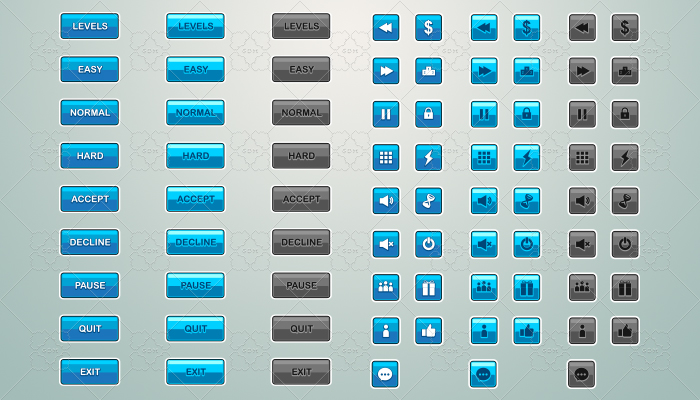 LEVELS LEVELS LEVELS $ $ $
EASY EASY EASY
NORMAL NORMAL NORMAL
HARD HARD HARD
ACCEPT ACCEPT ACCEPT
DECLINE DECLINE DECLINE
PAUSE PAUSE PAUSE
QUIT QUIT QUIT
EXIT EXIT EXIT